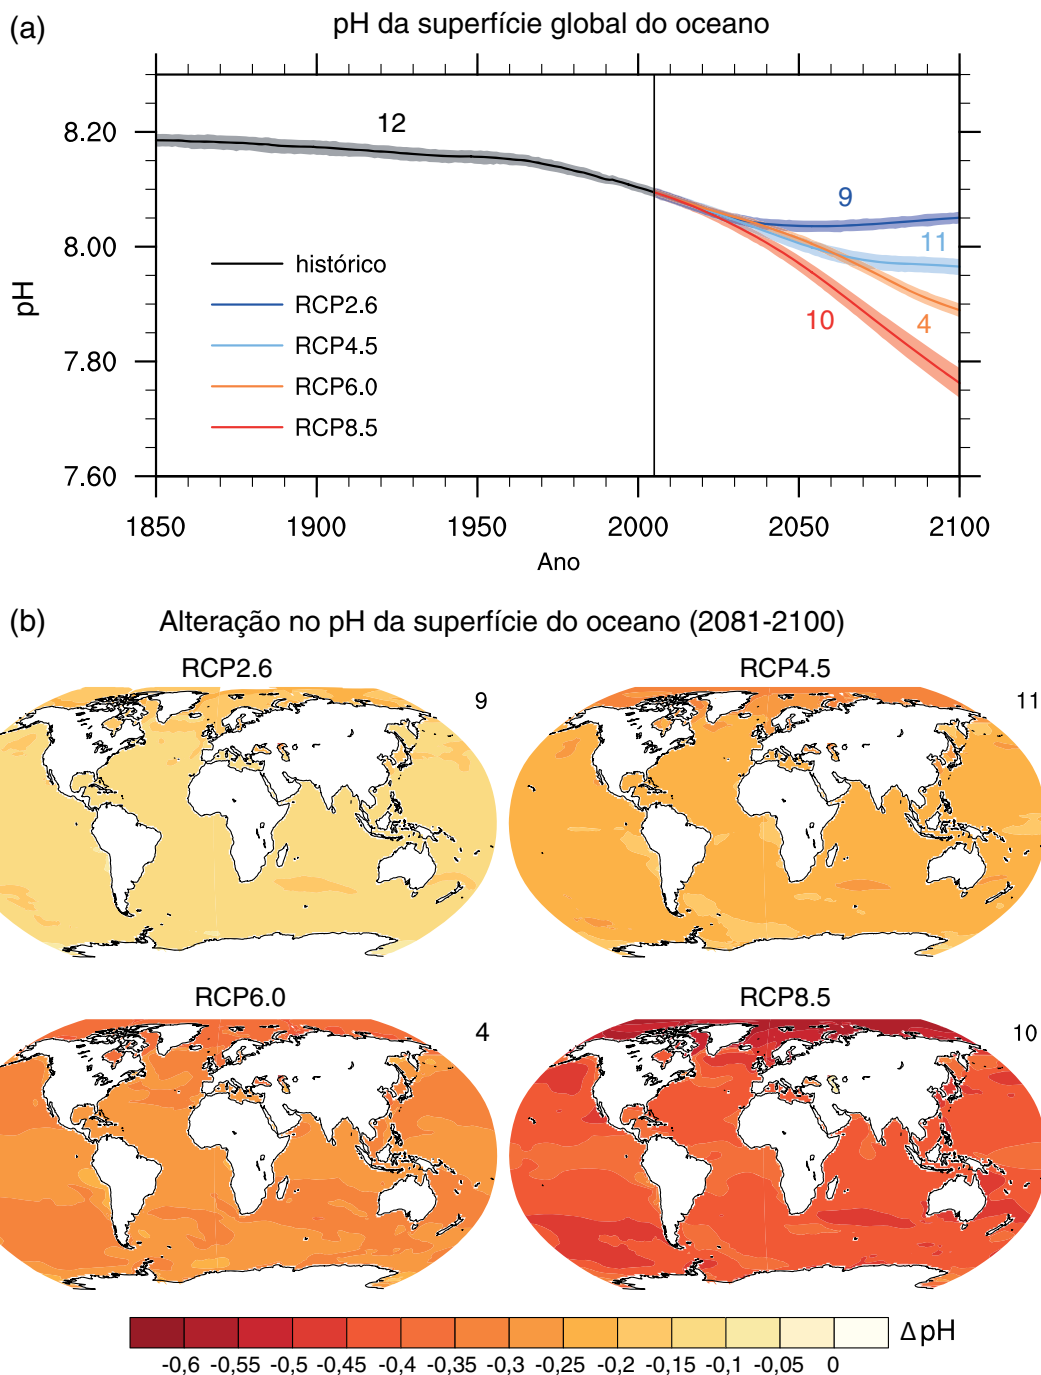 (a)
pH da superfície global do oceano
8.20
8.00
7.80
7.60
pH
12
9
11
4
10
histórico
RCP2.6
RCP4.5
RCP6.0
RCP8.5
1850 1900 1950 2000 2050 2100
Ano
(b)
Alteração no pH da superfície do oceano (2081-2100)
RCP2.6 RCP4.5
9 11
RCP6.0 RCP8.5
4 10
ΔpH
-0,6 -0,55 -0,5 -0,45 -0,4 -0,35 -0,3 -0,25 -0,2 -0,15 -0,1 -0,05 0